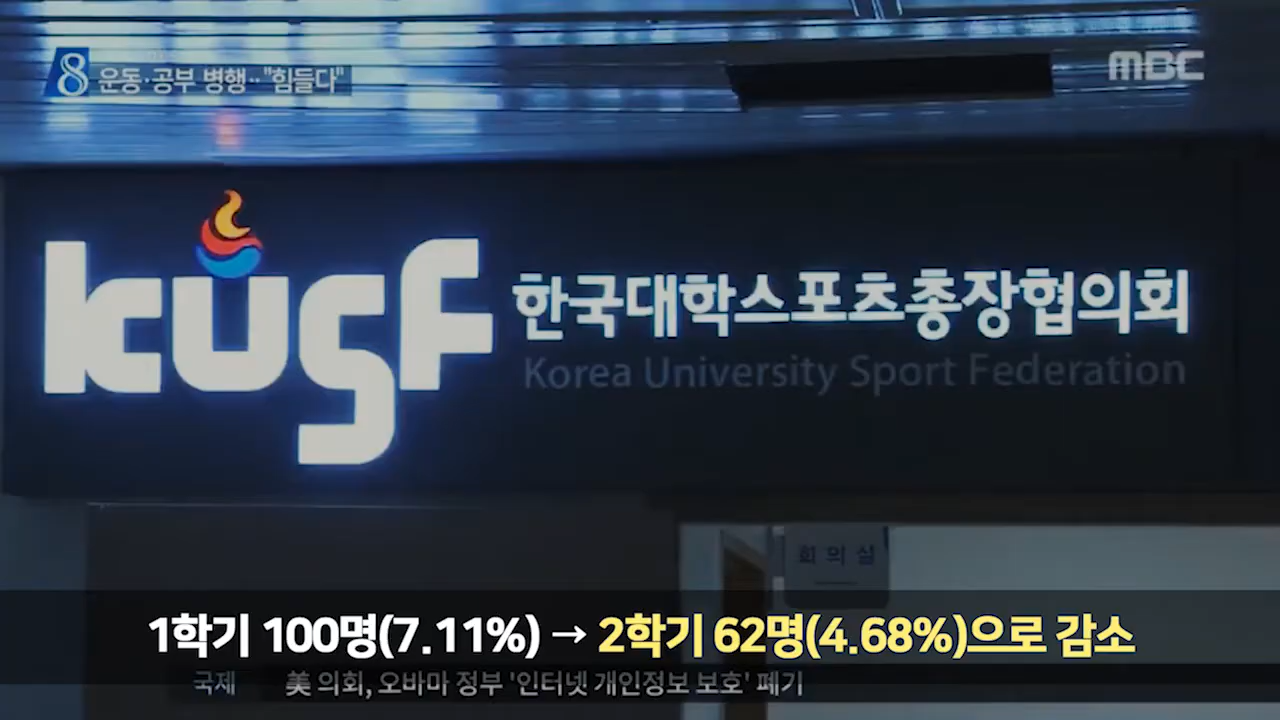 8 운동·공부 병행‥"힘들다"
MBC
kusf
한국대학스포츠총장협의회
Korea University Sport Federation
회의실
1학기 100명(7.11%) → 2학기 62명(4.68%)으로 감소
국제 美 의회, 오바마 정부 '인터넷 개인정보 보호' 폐기